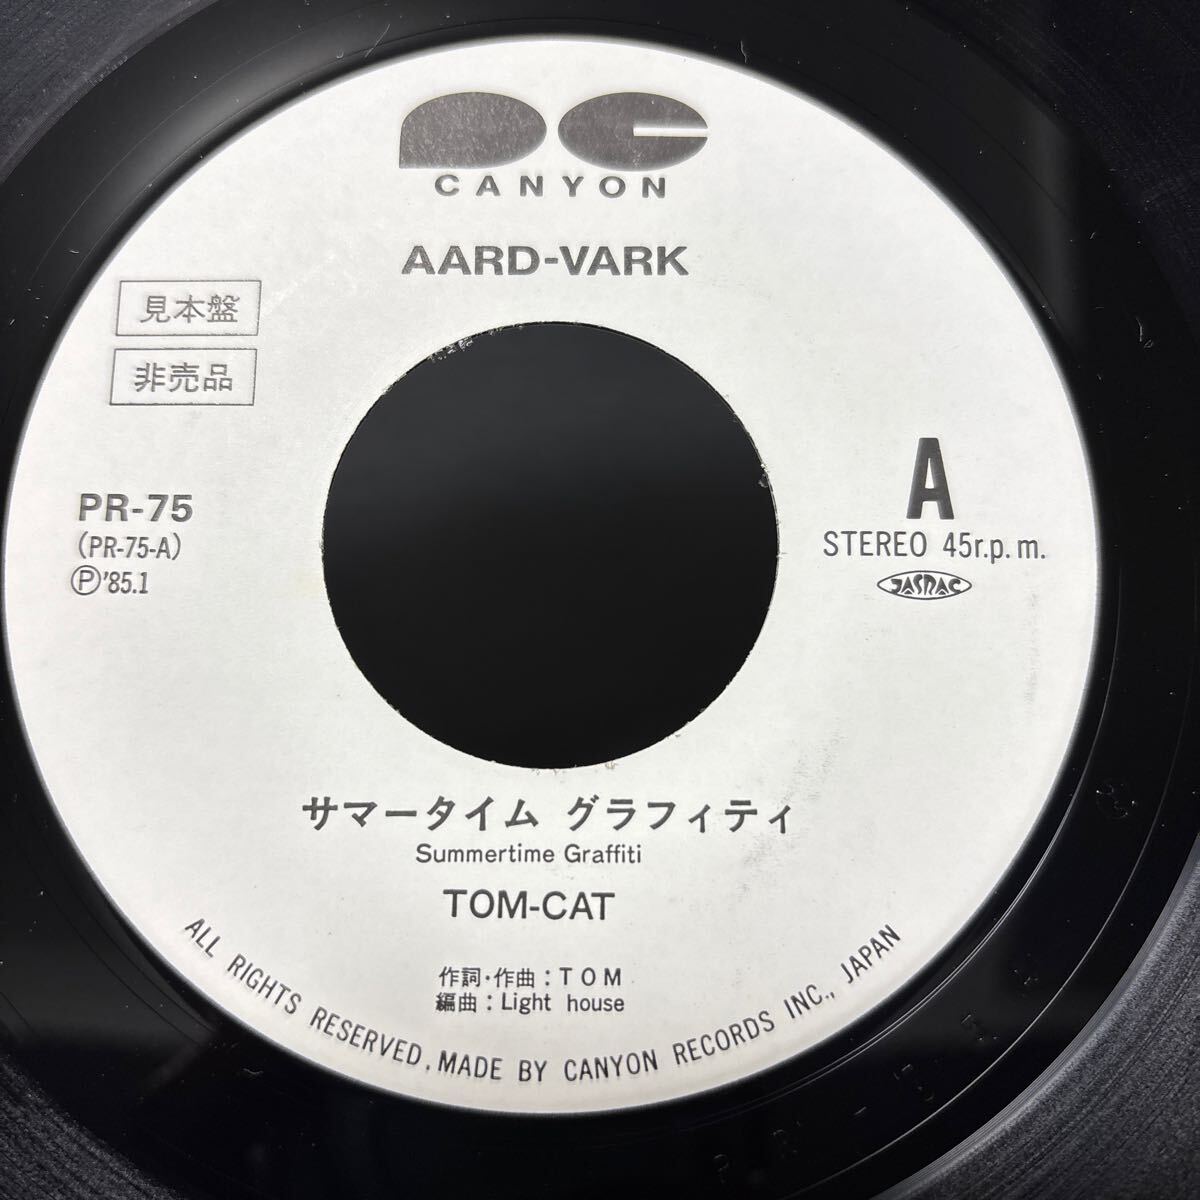 CANYON
AARD-VARK
見本盤
非売品
PR-75
(PR-75-A)
Ⓟ'85.1
A
STEREO 45r.p.m.
JASRAC
サマータイム グラフィティ
Summertime Graffiti
TOM-CAT
作詞・作曲：TOM
編曲：Light house
ALL RIGHTS RESERVED. MADE BY CANYON RECORDS INC., JAPAN